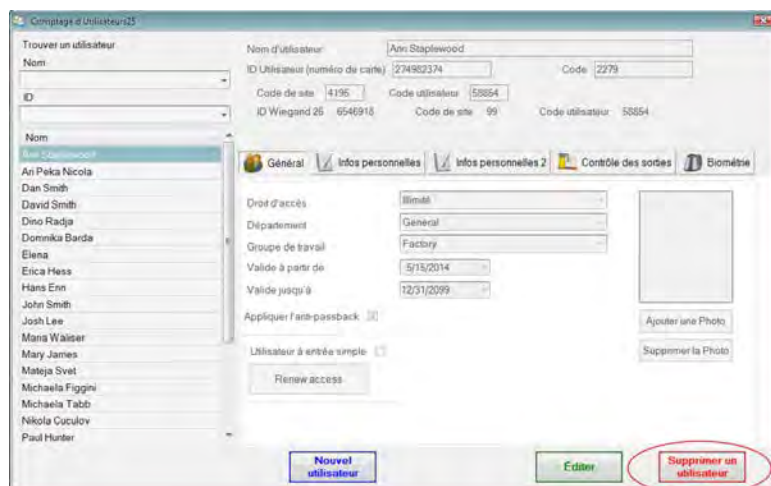 Comptage d'Utilisateurs25
Trouver un utilisateur
Nom
ID
Nom
Ann Staplewood
Ari Peka Nicola
Dan Smith
David Smith
Dino Radja
Domnika Barda
Elena
Erica Hess
Hans Enn
John Smith
Josh Lee
Maria Waliser
Mary James
Mateja Svet
Michaela Figgini
Michaela Tabb
Nikola Cuculov
Paul Hunter
Nom d'utilisateur Ann Staplewood
ID Utilisateur (numéro de carte) 274982374 Code 2279
Code de site 4195 Code utilisateur 58854
ID Wiegand 26 6546918 Code de site 99 Code utilisateur 58854
Général Infos personnelles Infos personnelles 2 Contrôle des sorties Biométrie
Droit d'accès Illimité
Département General
Groupe de travail Factory
Valide à partir de 5/15/2014
Valide jusqu'à 12/31/2099
Appliquer l'anti-passback
Utilisateur à entrée simple
Renew access
Ajouter une Photo
Supprimer la Photo
Nouvel
utilisateur
Éditer
Supprimer un
utilisateur